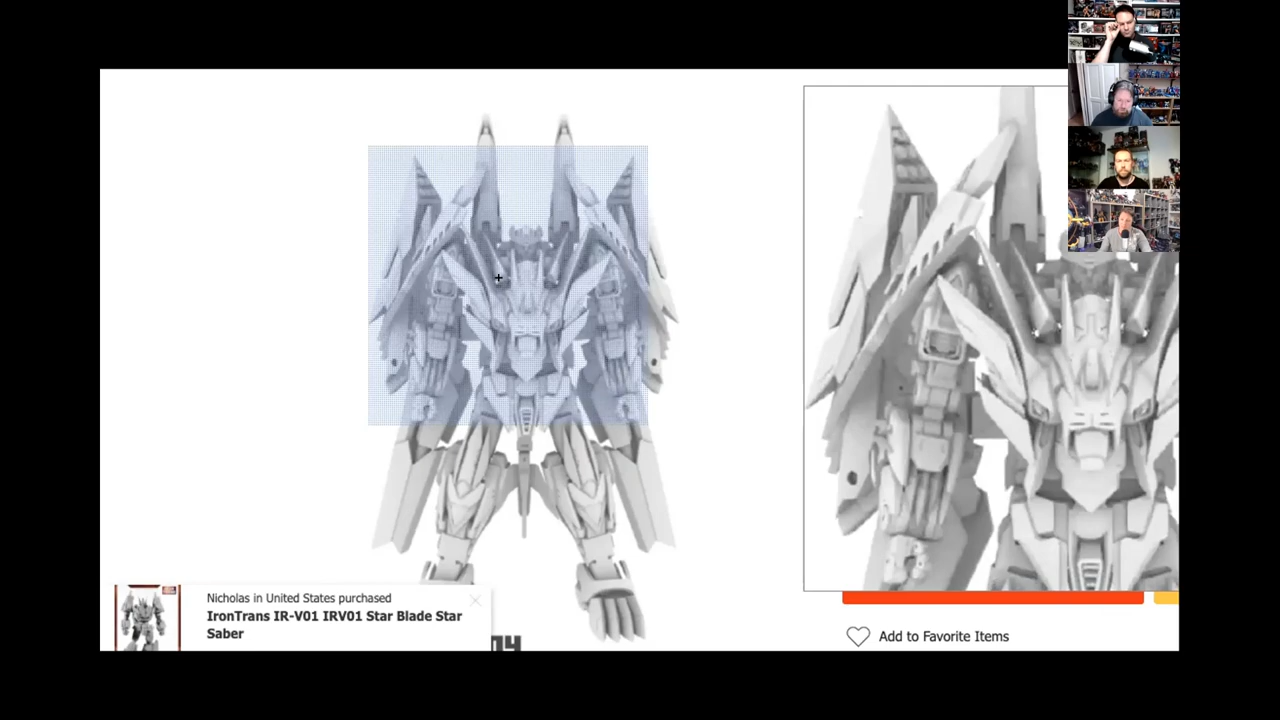 Nicholas in United States purchased
IronTrans IR-V01 IRV01 Star Blade Star
Saber
Add to Favorite Items